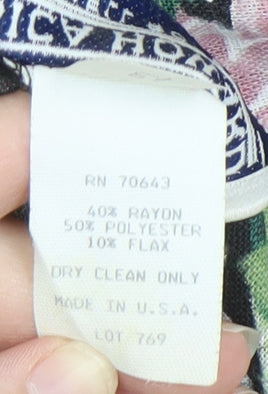 RN 70643
40% RAYON
50% POLYESTER
10% FLAX
DRY CLEAN ONLY
MADE IN U.S.A.
LOT 769